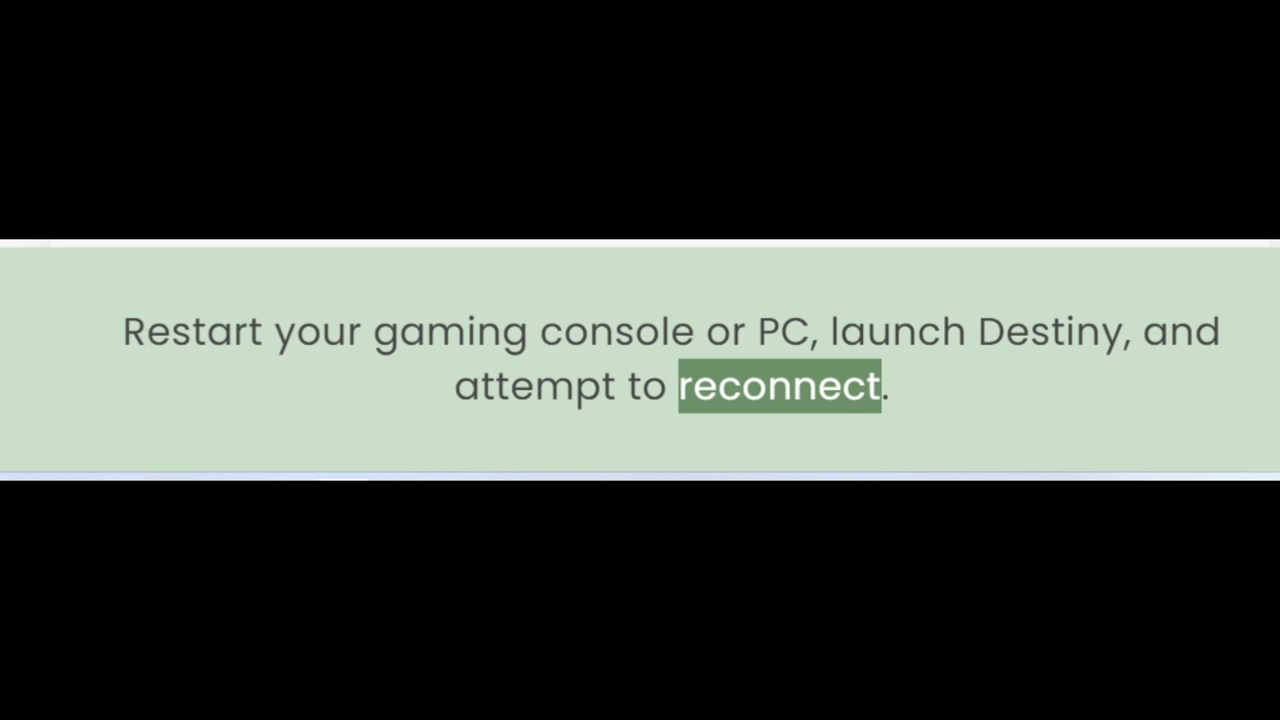 Restart your gaming console or PC, launch Destiny, and
attempt to reconnect.